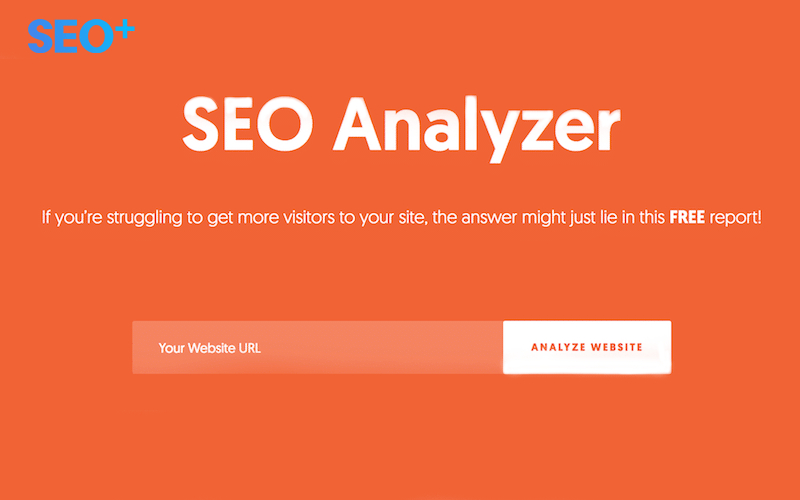 SEO+
SEO Analyzer
If you're struggling to get more visitors to your site, the answer might just lie in this FREE report!
Your Website URL
ANALYZE WEBSITE